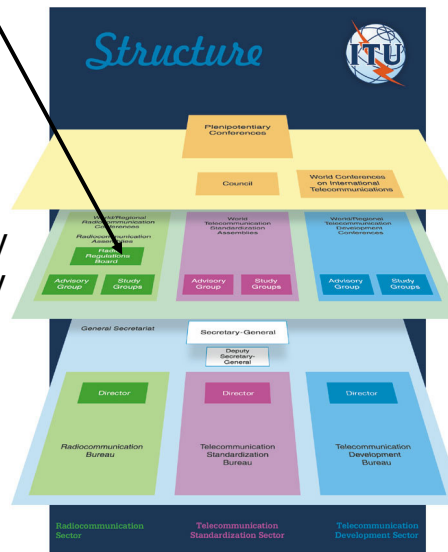 Structure
ITU
Plenipotentiary
Conferences
Council
World Conferences
on International
Telecommunications
World/Regional
Radiocommunication
Conferences
Radiocommunication
Assemblies
Radio
Regulations
Board
Advisory
Group
Study
Groups
World
Telecommunication
Standardization
Assemblies
Advisory
Group
Study
Groups
World/Regional
Telecommunication
Development
Conferences
Advisory
Group
Study
Groups
General Secretariat
Secretary-General
Deputy
Secretary-
General
Director
Radiocommunication
Bureau
Director
Telecommunication
Standardization
Bureau
Director
Telecommunication
Development
Bureau
Radiocommunication
Sector
Telecommunication
Standardization Sector
Telecommunication
Development Sector